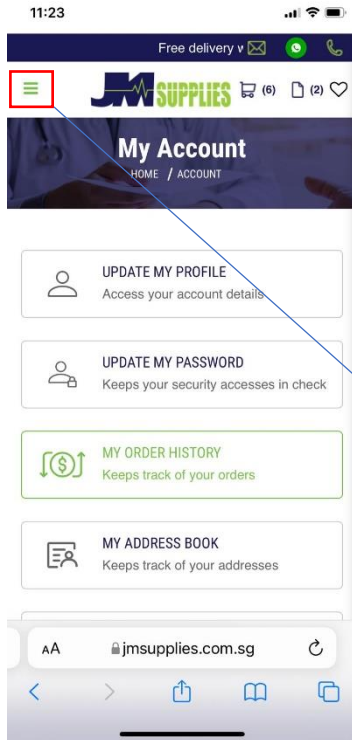 11:23
Free delivery v
JM SUPPLIES (6) (2)
My Account
HOME / ACCOUNT
UPDATE MY PROFILE
Access your account details
UPDATE MY PASSWORD
Keeps your security accesses in check
MY ORDER HISTORY
Keeps track of your orders
MY ADDRESS BOOK
Keeps track of your addresses
AA jmsupplies.com.sg